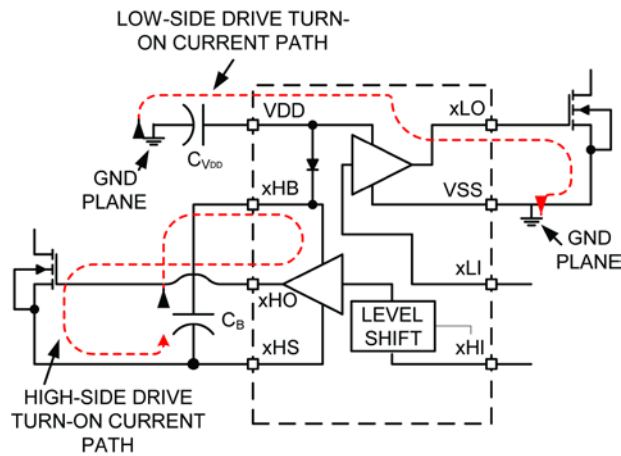 LOW-SIDE DRIVE TURN-
ON CURRENT PATH
VDD
xLO
CVDD
GND
PLANE
xHB
VSS
GND
PLANE
xLI
xHO
CB
LEVEL
SHIFT
xHS
xHI
HIGH-SIDE DRIVE
TURN-ON CURRENT
PATH